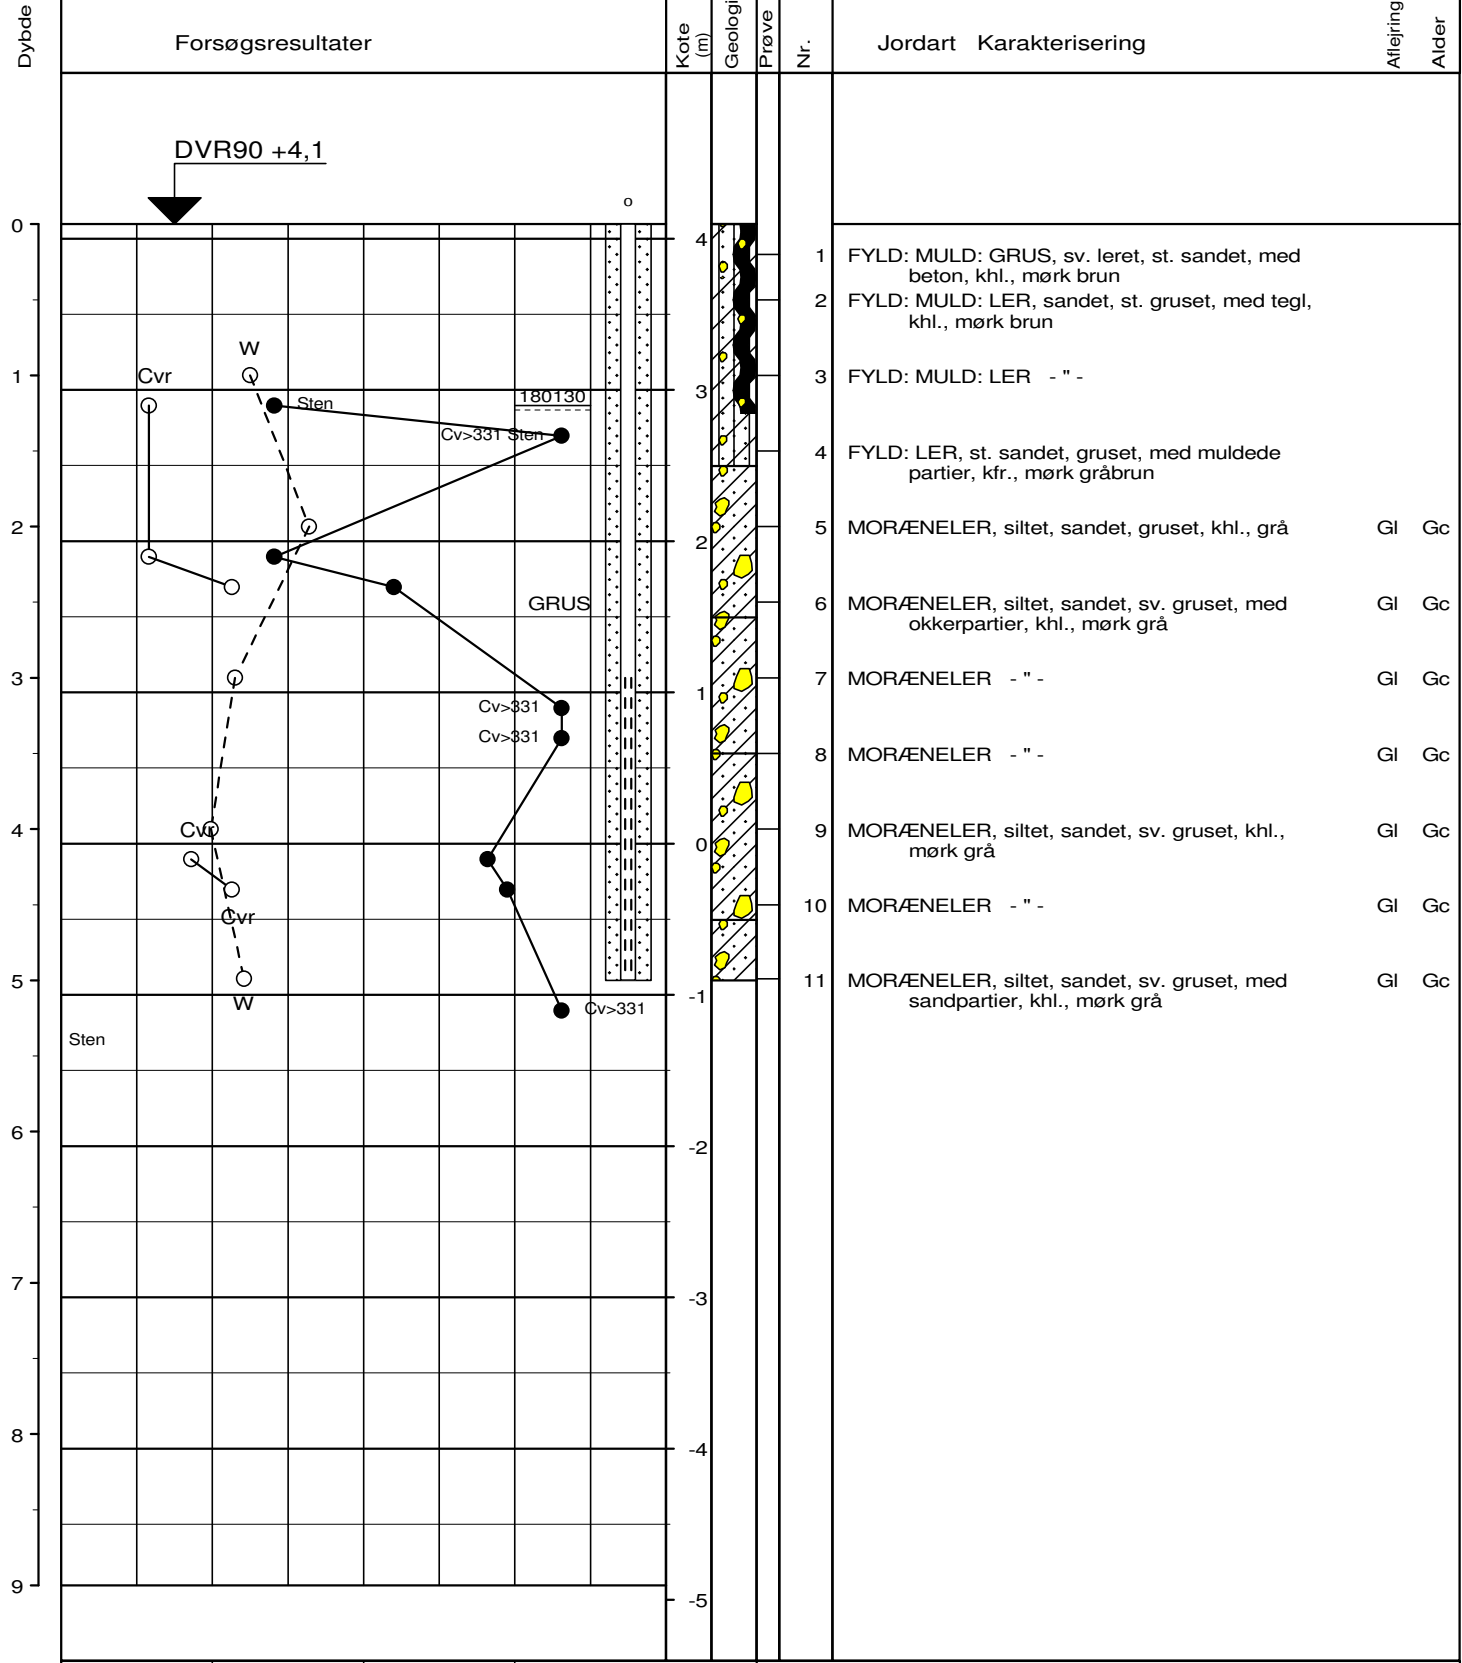 Dybde
Forsøgsresultater
Kote
(m)
Geologi
Prøve
Nr.
Jordart Karakterisering
Aflejring
Alder
DVR90 +4,1
o
0
4
1 FYLD: MULD: GRUS, sv. leret, st. sandet, med
beton, khl., mørk brun
2 FYLD: MULD: LER, sandet, st. gruset, med tegl,
khl., mørk brun
W
1
Cvr
3 FYLD: MULD: LER - " -
3
180130
Sten
Cv>331 Sten
4 FYLD: LER, st. sandet, gruset, med muldede
partier, kfr., mørk gråbrun
2
5 MORÆNELER, siltet, sandet, gruset, khl., grå Gl Gc
2
GRUS
6 MORÆNELER, siltet, sandet, sv. gruset, med Gl Gc
okkerpartier, khl., mørk grå
3
7 MORÆNELER - " - Gl Gc
1
Cv>331
Cv>331
8 MORÆNELER - " - Gl Gc
4
Cvr
9 MORÆNELER, siltet, sandet, sv. gruset, khl., Gl Gc
mørk grå
0
10 MORÆNELER - " - Gl Gc
Cvr
5
11 MORÆNELER, siltet, sandet, sv. gruset, med Gl Gc
sandpartier, khl., mørk grå
-1
W
Cv>331
Sten
6
-2
7
-3
8
-4
9
-5